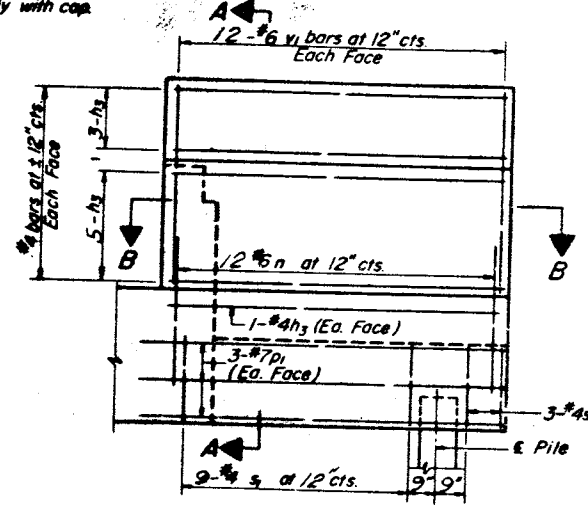 ly with cap.
A
12-#6 v₁ bars at 12" cts.
Each Face
#4 bars at ± 12" cts.
Each Face
3-h₃
5-h₃
B
B
12 #6 n at 12" cts.
1-#4h₃ (Ea. Face)
3-#7p₁
(Ea. Face)
3-#4s
A
℄ Pile
9-#4 s₁ at 12" cts.
9"
9"